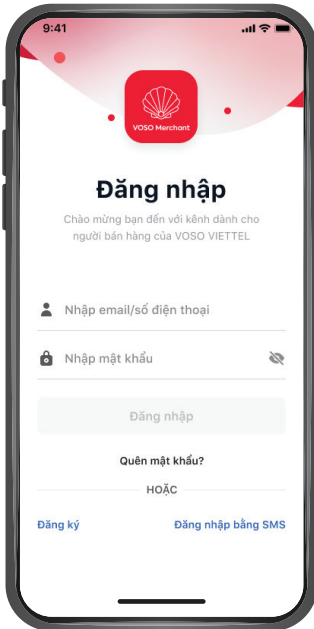 9:41
VOSO Merchant
Đăng nhập
Chào mừng bạn đến với kênh dành cho
người bán hàng của VOSO VIETTEL
Nhập email/số điện thoại
Nhập mật khẩu
Đăng nhập
Quên mật khẩu?
HOẶC
Đăng ký
Đăng nhập bằng SMS